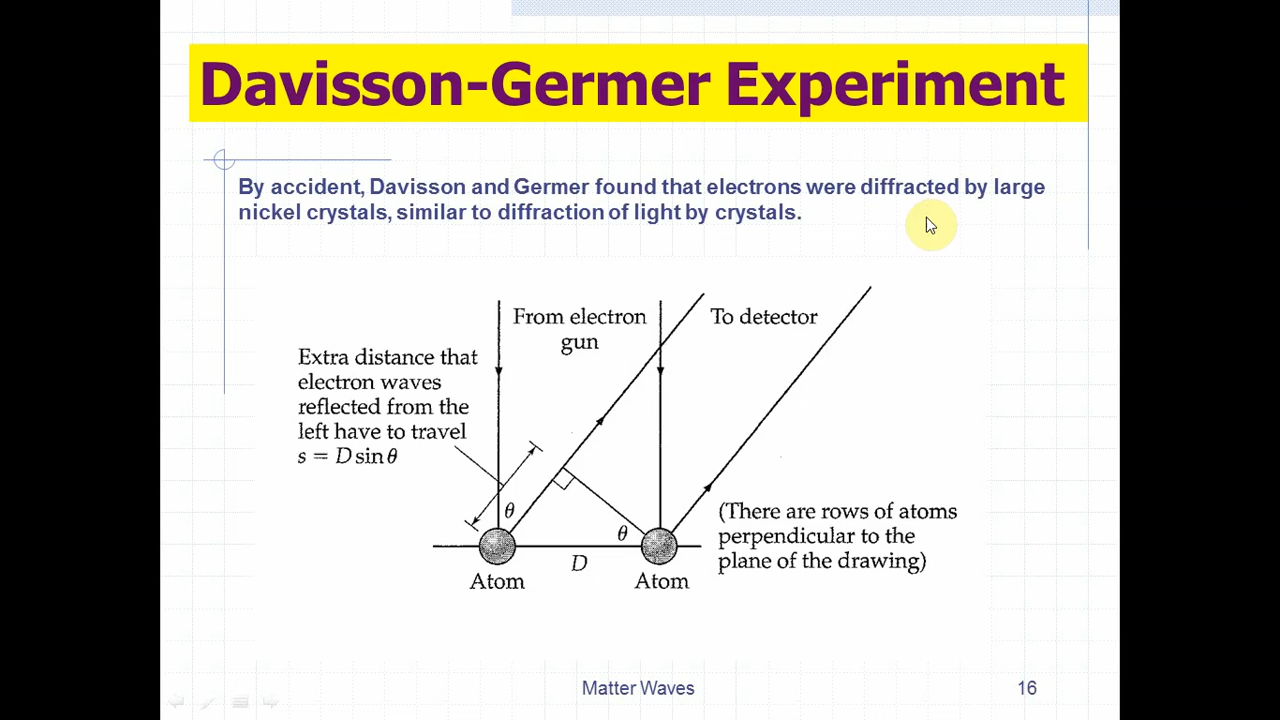 Davisson-Germer Experiment
By accident, Davisson and Germer found that electrons were diffracted by large
nickel crystals, similar to diffraction of light by crystals.
From electron
gun
To detector
Extra distance that
electron waves
reflected from the
left have to travel
s = D sin θ
θ
θ
D
Atom
Atom
(There are rows of atoms
perpendicular to the
plane of the drawing)
Matter Waves
16